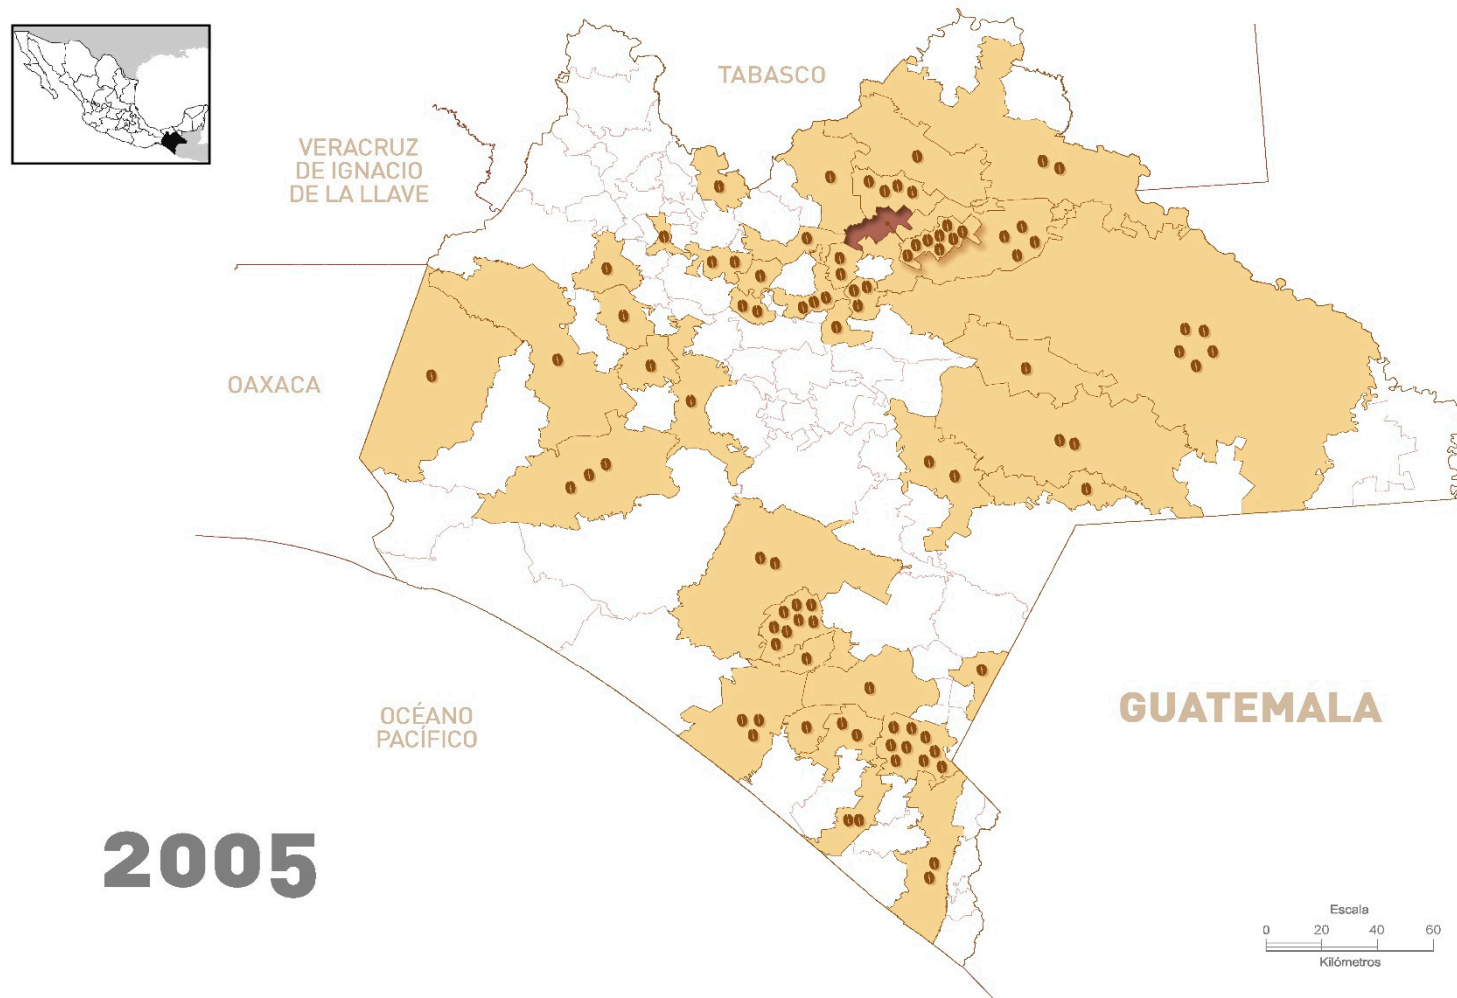 TABASCO
VERACRUZ
DE IGNACIO
DE LA LLAVE
OAXACA
GUATEMALA
OCÉANO
PACÍFICO
2005
Escala
0 20 40 60
Kilómetros